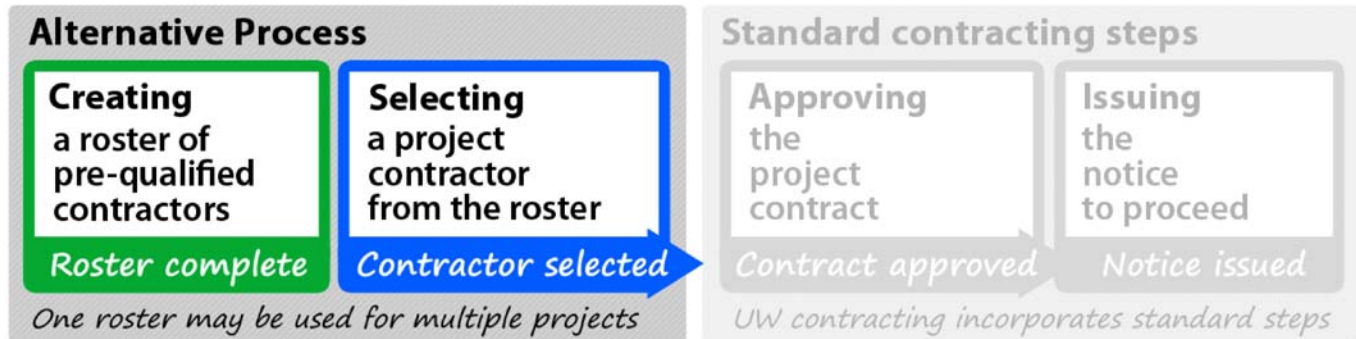 Alternative Process
Creating
a roster of
pre-qualified
contractors
Roster complete
Selecting
a project
contractor
from the roster
Contractor selected
One roster may be used for multiple projects
Standard contracting steps
Approving
the
project
contract
Contract approved
Issuing
the
notice
to proceed
Notice issued
UW contracting incorporates standard steps